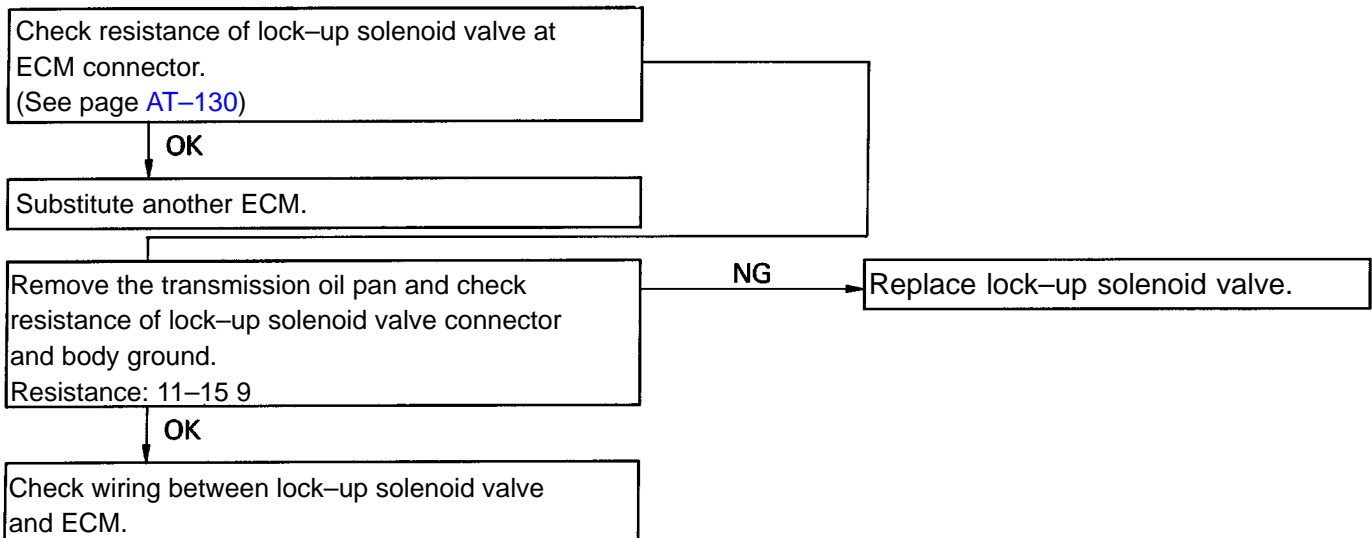 Check resistance of lock–up solenoid valve at
ECM connector.
(See page AT–130)
OK
Substitute another ECM.
Remove the transmission oil pan and check
resistance of lock–up solenoid valve connector
and body ground.
Resistance: 11–15 9
NG
Replace lock–up solenoid valve.
OK
Check wiring between lock–up solenoid valve
and ECM.